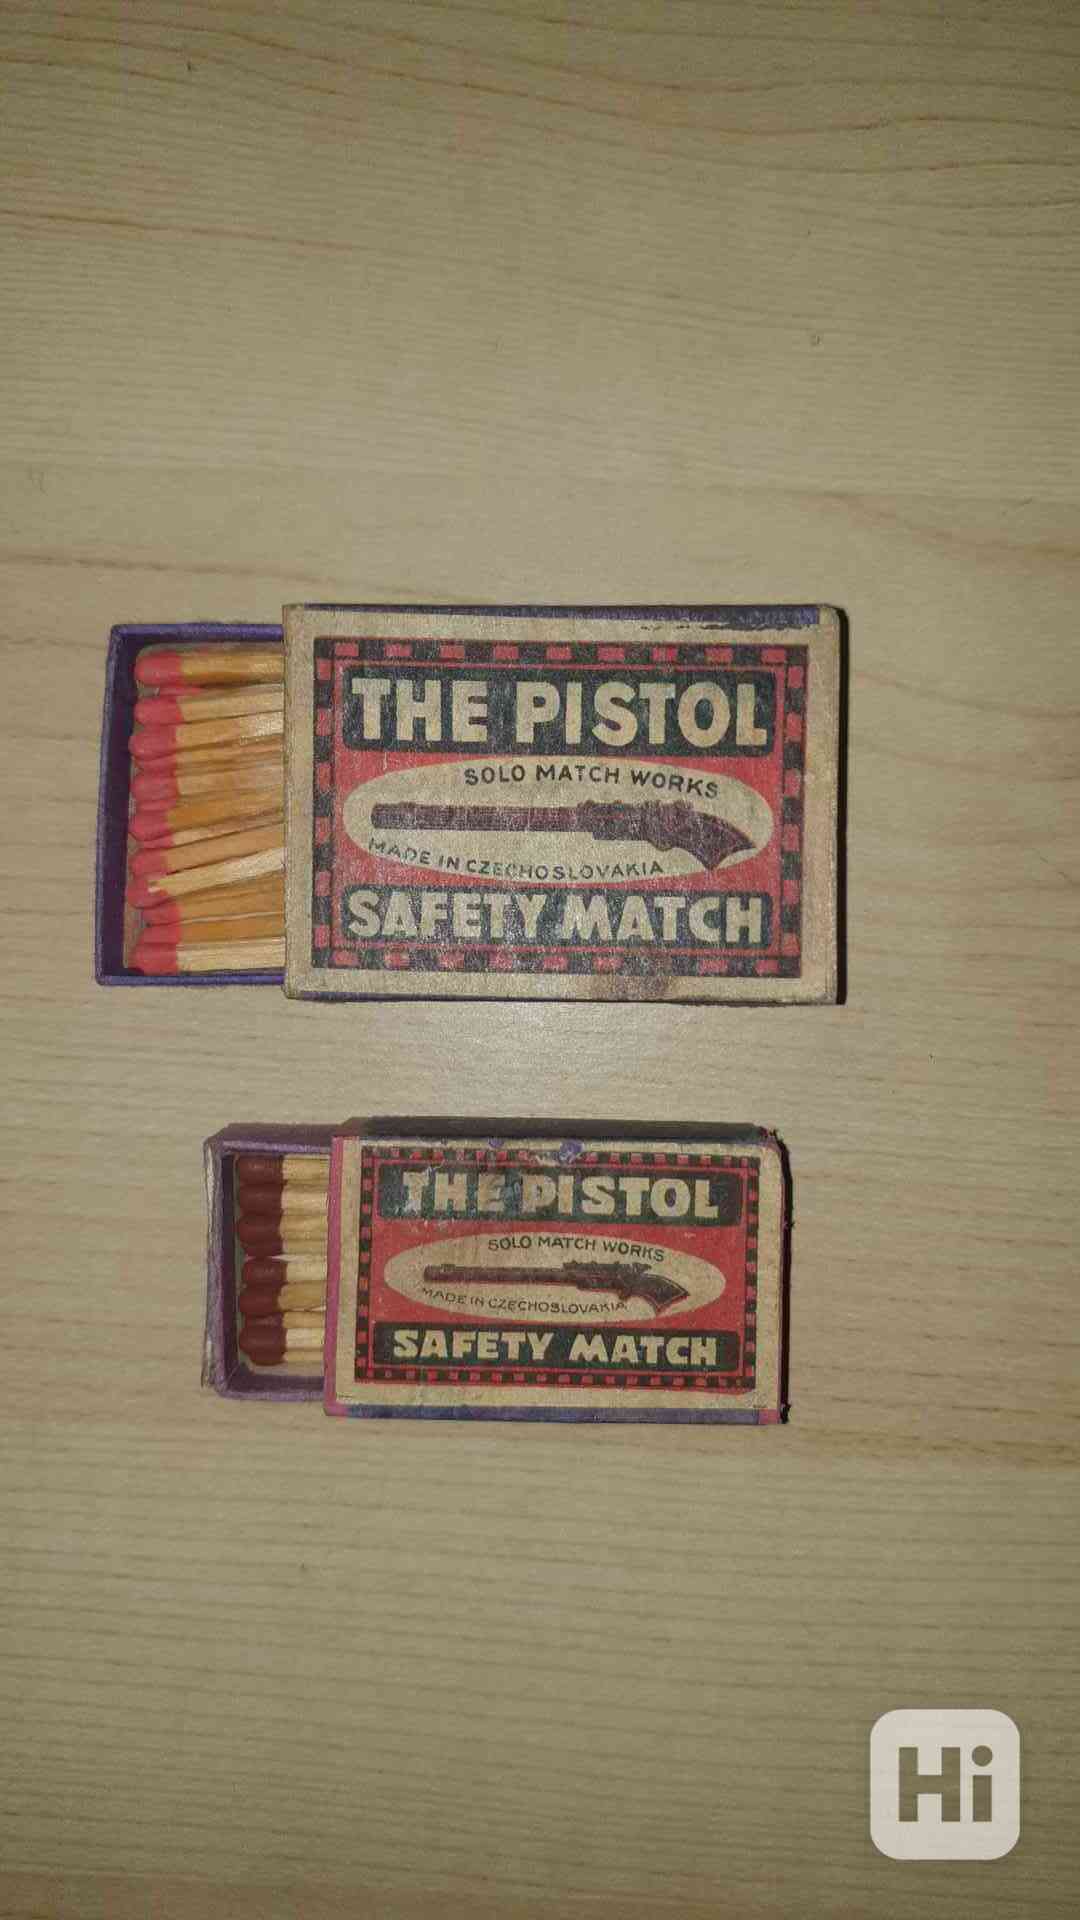 THE PISTOL
SOLO MATCH WORKS
MADE IN CZECHOSLOVAKIA
SAFETY MATCH
THE PISTOL
SOLO MATCH WORKS
MADE IN CZECHOSLOVAKIA
SAFETY MATCH
Hi